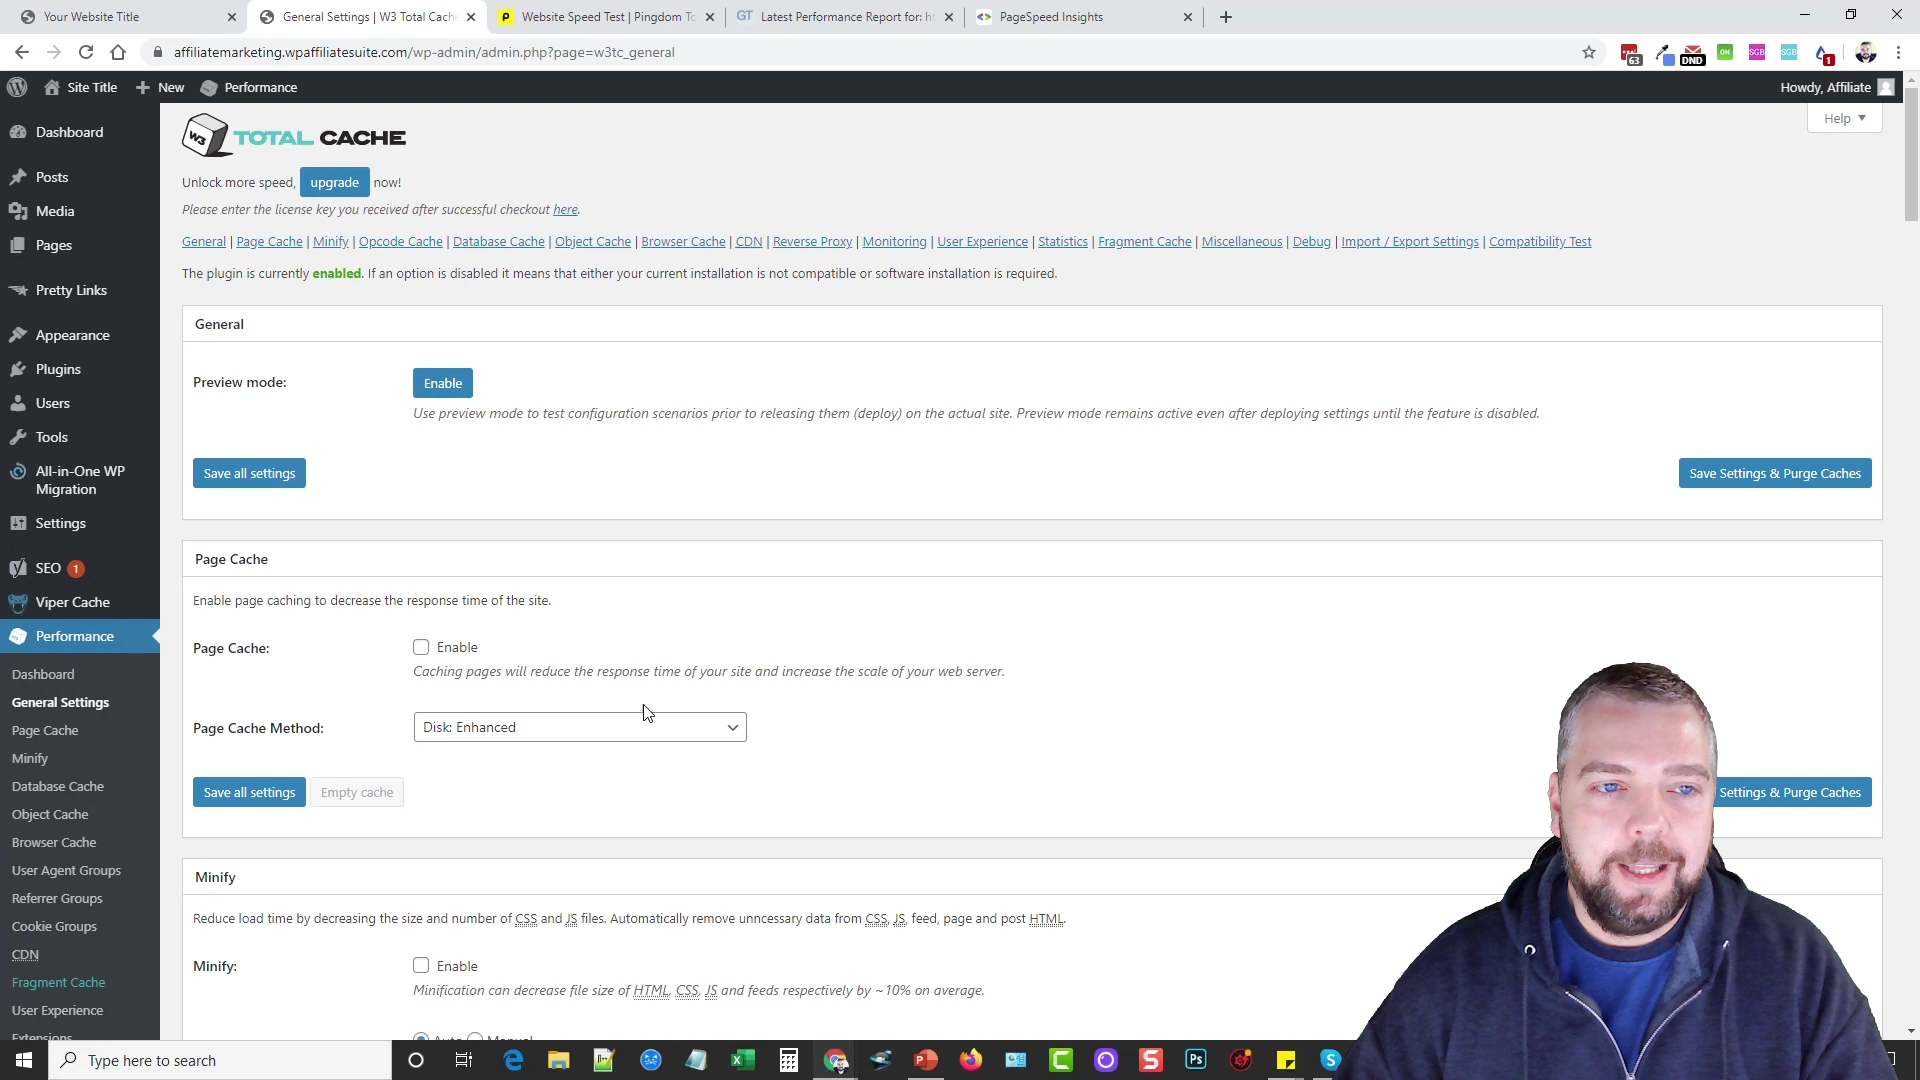 Your Website Title
General Settings | W3 Total Cache
Website Speed Test | Pingdom To
GT Latest Performance Report for: ht
PageSpeed Insights
affiliatemarketing.wpaffiliatesuite.com/wp-admin/admin.php?page=w3tc_general
63
DND
ON
SGB
SGB
1
Site Title
New
Performance
Howdy, Affiliate
Dashboard
Posts
Media
Pages
Pretty Links
Appearance
Plugins
Users
Tools
All-in-One WP
Migration
Settings
SEO 1
Viper Cache
Performance
Dashboard
General Settings
Page Cache
Minify
Database Cache
Object Cache
Browser Cache
User Agent Groups
Referrer Groups
Cookie Groups
CDN
Fragment Cache
User Experience
Extensions
W3 TOTAL CACHE
Help
Unlock more speed, upgrade now!
Please enter the license key you received after successful checkout here.
General | Page Cache | Minify | Opcode Cache | Database Cache | Object Cache | Browser Cache | CDN | Reverse Proxy | Monitoring | User Experience | Statistics | Fragment Cache | Miscellaneous | Debug | Import / Export Settings | Compatibility Test
The plugin is currently enabled. If an option is disabled it means that either your current installation is not compatible or software installation is required.
General
Preview mode:
Enable
Use preview mode to test configuration scenarios prior to releasing them (deploy) on the actual site. Preview mode remains active even after deploying settings until the feature is disabled.
Save all settings
Save Settings & Purge Caches
Page Cache
Enable page caching to decrease the response time of the site.
Page Cache:
Enable
Caching pages will reduce the response time of your site and increase the scale of your web server.
Page Cache Method:
Disk: Enhanced
Save all settings
Empty cache
Settings & Purge Caches
Minify
Reduce load time by decreasing the size and number of CSS and JS files. Automatically remove unncessary data from CSS, JS, feed, page and post HTML.
Minify:
Enable
Minification can decrease file size of HTML, CSS, JS and feeds respectively by ~10% on average.
Auto Manual
Type here to search
Ps